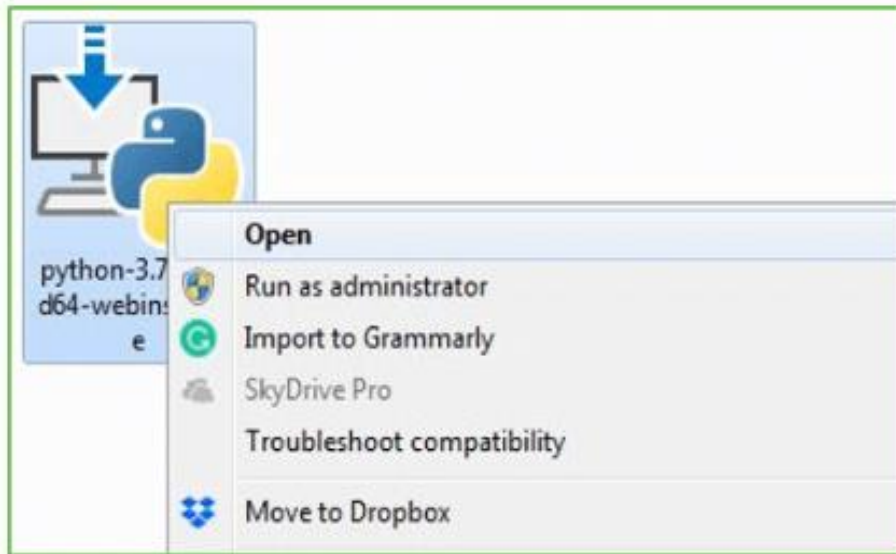 python-3.7
d64-webins
e
Open
Run as administrator
Import to Grammarly
SkyDrive Pro
Troubleshoot compatibility
Move to Dropbox